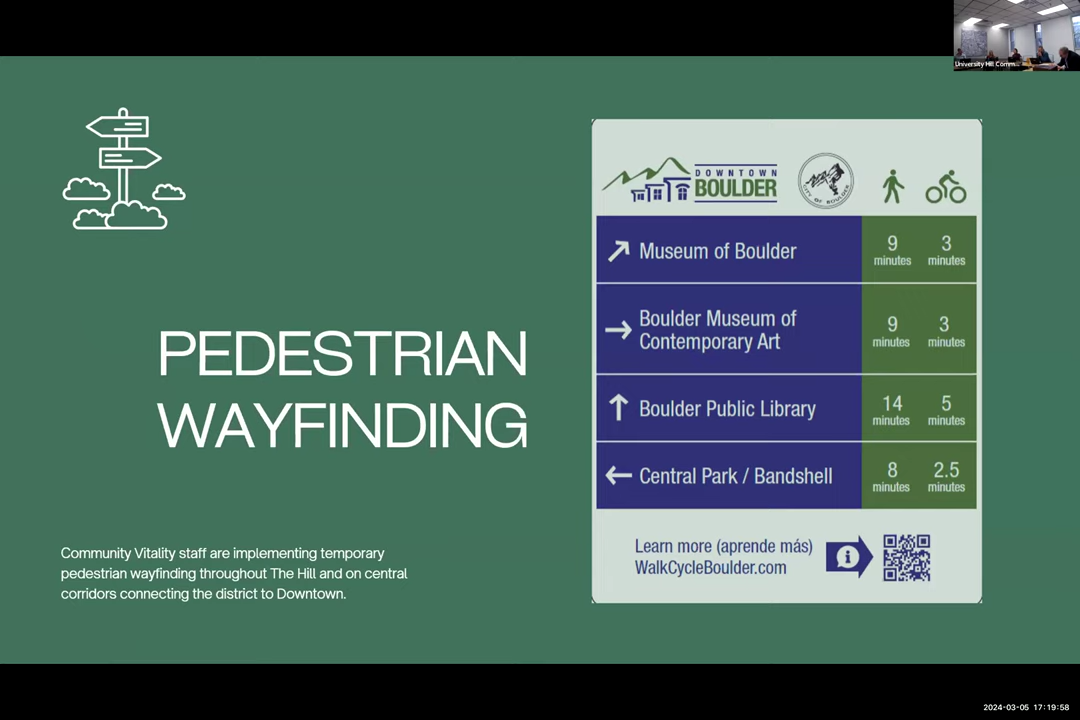 University Hill Comm...
DOWNTOWN
BOULDER
CITY OF BOULDER
Museum of Boulder
9 minutes
3 minutes
Boulder Museum of
Contemporary Art
9 minutes
3 minutes
Boulder Public Library
14 minutes
5 minutes
Central Park / Bandshell
8 minutes
2.5 minutes
Learn more (aprende más)
WalkCycleBoulder.com
PEDESTRIAN
WAYFINDING
Community Vitality staff are implementing temporary
pedestrian wayfinding throughout The Hill and on central
corridors connecting the district to Downtown.
2024-03-05 17:19:58